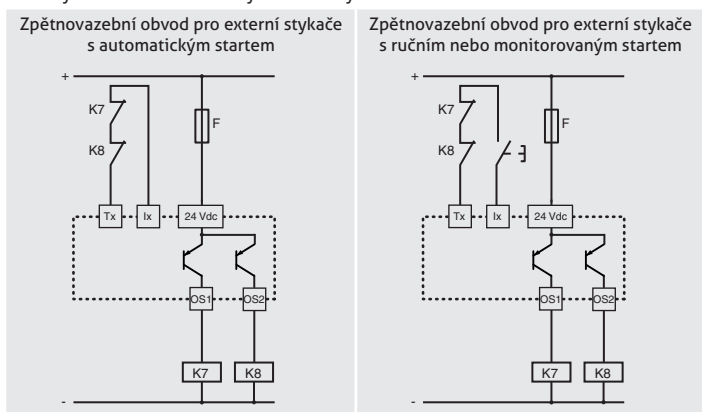 Zpětnovazební obvod pro externí stykače
s automatickým startem
+
K7
K8
F
Tx
Ix
24 Vdc
OS1
OS2
K7
K8
-
Zpětnovazební obvod pro externí stykače
s ručním nebo monitorovaným startem
+
K7
K8
F
Tx
Ix
24 Vdc
OS1
OS2
K7
K8
-